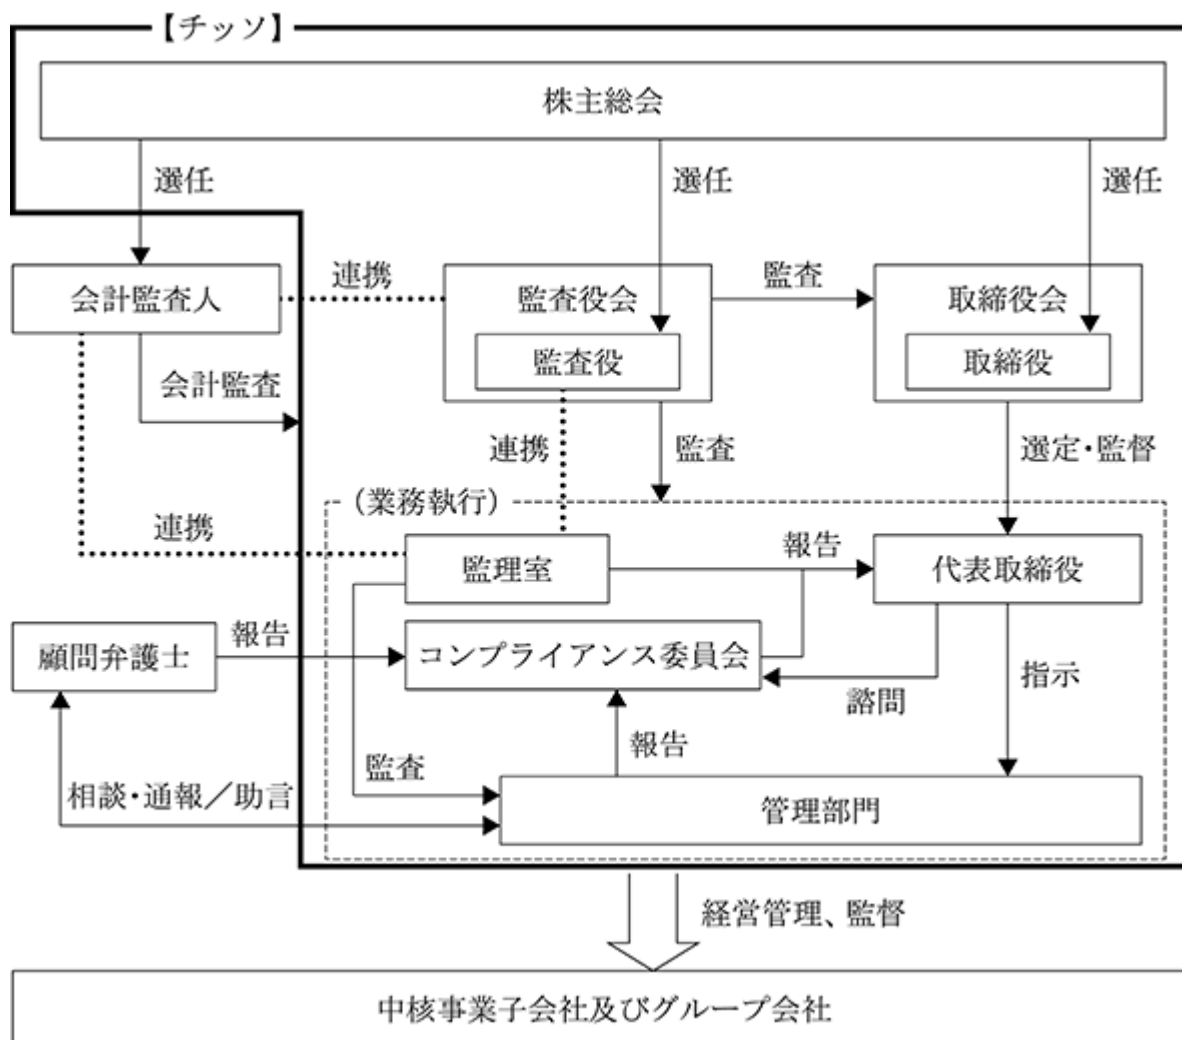 【チッソ】
株主総会
選任
選任
選任
会計監査人
連携
監査役会
監査
取締役会
監査役
取締役
会計監査
連携
監査
選定・監督
（業務執行）
連携
監理室
報告
代表取締役
顧問弁護士
報告
コンプライアンス委員会
諮問
指示
報告
監査
相談・通報／助言
管理部門
経営管理、監督
中核事業子会社及びグループ会社